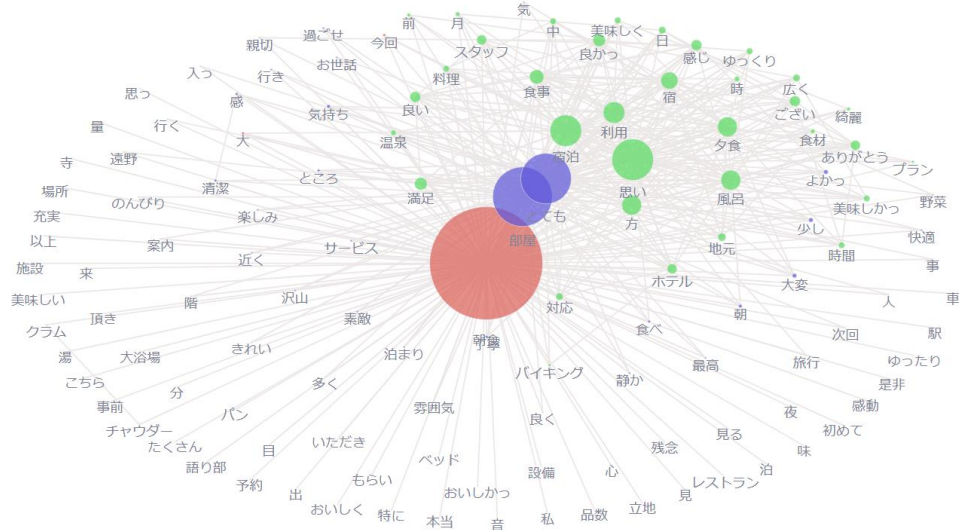 気
前
月
中
美味しく
過ごせ
今回
親切
スタッフ
良かっ
日
感じ
ゆっくり
お世話
入っ
行き
料理
食事
宿
時
広く
思っ
感
気持ち
良い
利用
ござい
綺麗
量
行く
大
温泉
宿泊
夕食
食材
ありがとう
寺
遠野
ところ
プラン
場所
清潔
満足
思い
風呂
よかっ
のんびり
野菜
充実
楽しみ
とても
方
美味しかっ
以上
案内
サービス
部屋
地元
少し
快適
施設
来
近く
ホテル
時間
事
美味しい
階
沢山
対応
大変
人
車
クラム
頂き
素敵
食べ
朝
次回
駅
湯
大浴場
きれい
泊まり
朝食
バイキング
最高
旅行
ゆったり
こちら
分
多く
静か
是非
事前
パン
雰囲気
良く
夜
感動
チャウダー
たくさん
目
いただき
残念
見る
味
初めて
語り部
予約
出
もらい
ベッド
設備
心
見
泊
レストラン
おいしく
特に
本当
おいしかっ
音
私
品数
立地